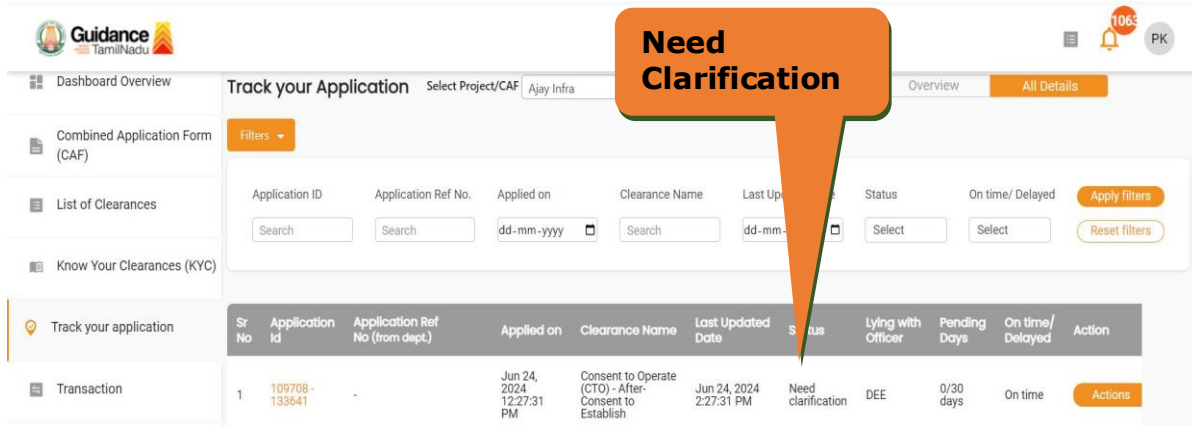 Guidance
TamilNadu
Need
Clarification
1063
PK
Dashboard Overview
Track your Application
Select Project/CAF
Ajay Infra
Overview
All Details
Combined Application Form
(CAF)
Filters
List of Clearances
Application ID
Application Ref No.
Applied on
Clearance Name
Status
On time/ Delayed
Apply filters
Search
Search
dd-mm-yyyy
Search
Select
Select
Reset filters
Know Your Clearances (KYC)
Track your application
Sr No
Application Id
Application Ref No (from dept.)
Applied on
Clearance Name
Last Updated Date
Lying with Officer
Pending Days
On time/ Delayed
Action
Transaction
1
109708 -
133641
-
Jun 24,
2024
12:27:31
PM
Consent to Operate
(CTO) - After-
Consent to
Establish
Jun 24, 2024
2:27:31 PM
Need
clarification
DEE
0/30
days
On time
Actions